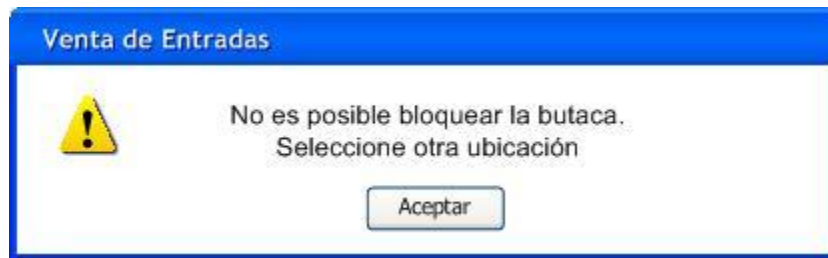 Venta de Entradas
No es posible bloquear la butaca.
Seleccione otra ubicación
Aceptar